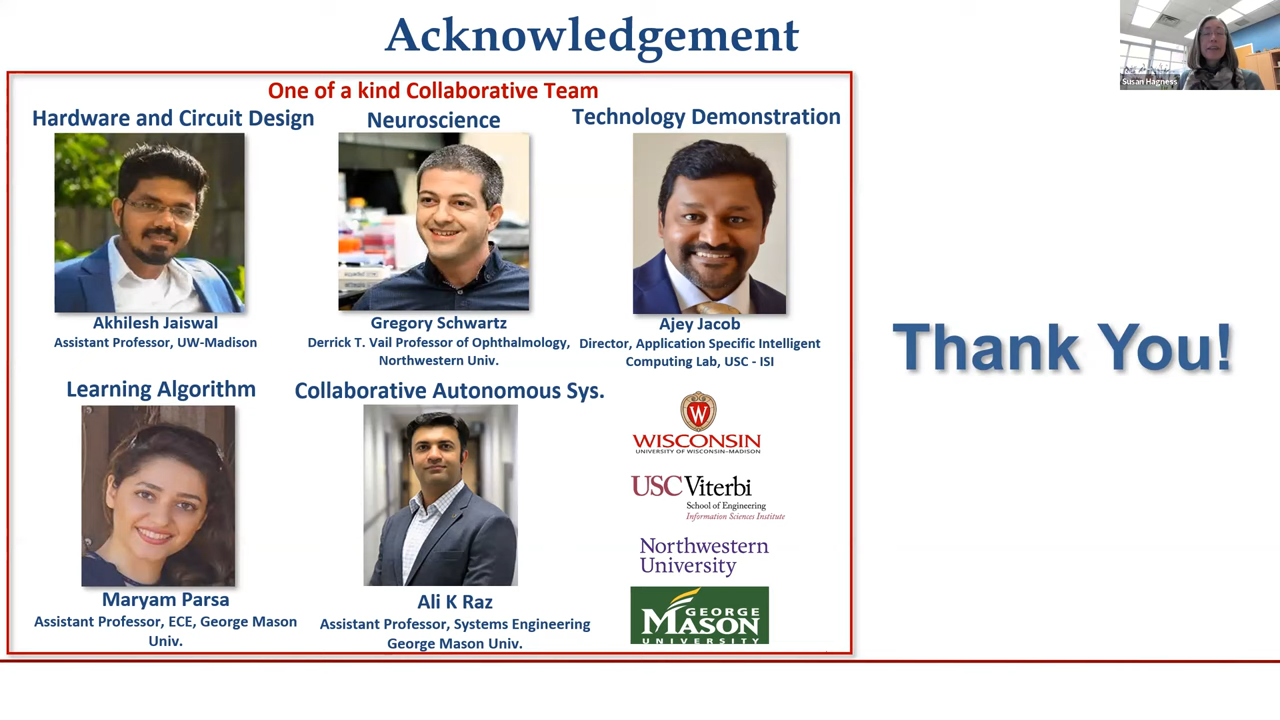 Acknowledgement
Susan Hagness
One of a kind Collaborative Team
Hardware and Circuit Design
Neuroscience
Technology Demonstration
Akhilesh Jaiswal
Assistant Professor, UW-Madison
Gregory Schwartz
Derrick T. Vail Professor of Ophthalmology,
Northwestern Univ.
Ajey Jacob
Director, Application Specific Intelligent
Computing Lab, USC - ISI
Thank You!
Learning Algorithm
Collaborative Autonomous Sys.
Maryam Parsa
Assistant Professor, ECE, George Mason
Univ.
Ali K Raz
Assistant Professor, Systems Engineering
George Mason Univ.
W
WISCONSIN
UNIVERSITY OF WISCONSIN-MADISON
USC Viterbi
School of Engineering
Information Sciences Institute
Northwestern
University
GEORGE
MASON
UNIVERSITY